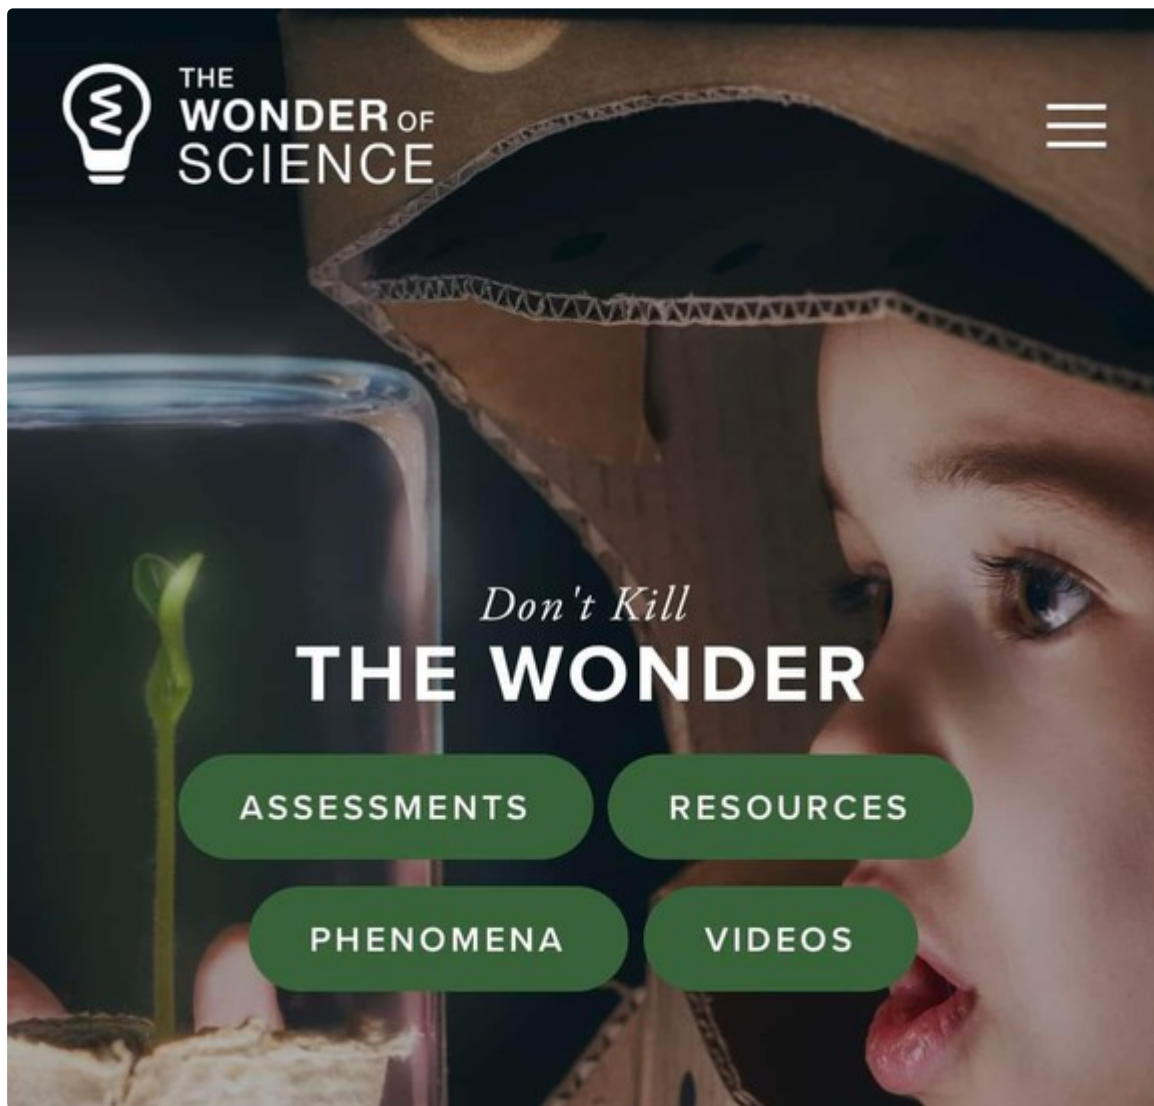 THE
WONDER OF
SCIENCE
Don't Kill
THE WONDER
ASSESSMENTS
RESOURCES
PHENOMENA
VIDEOS